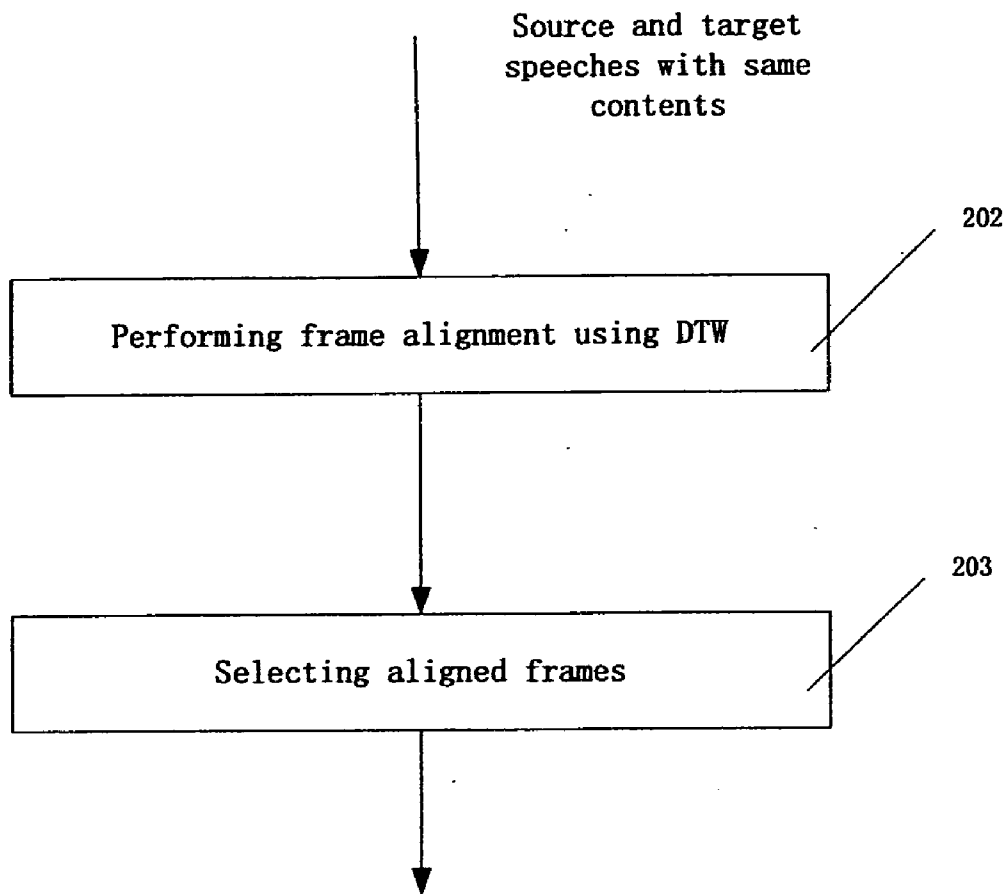 Source and target
speeches with same
contents
202
Performing frame alignment using DTW
203
Selecting aligned frames